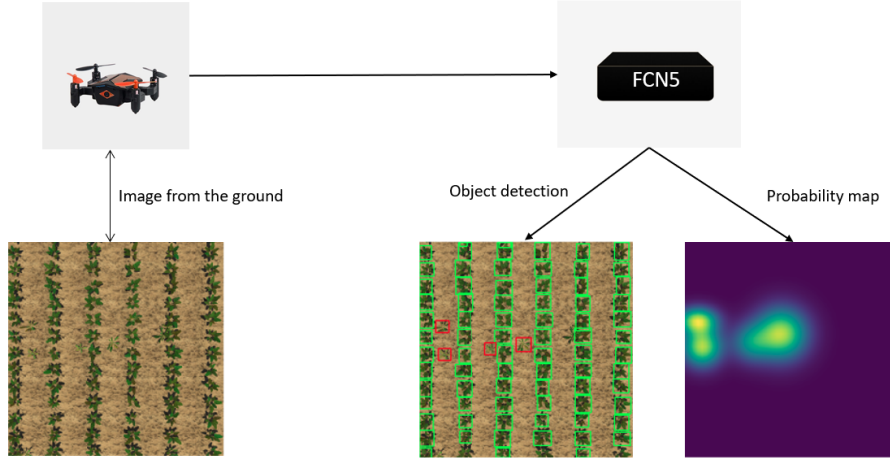 FCN5
Image from the ground
Object detection
Probability map